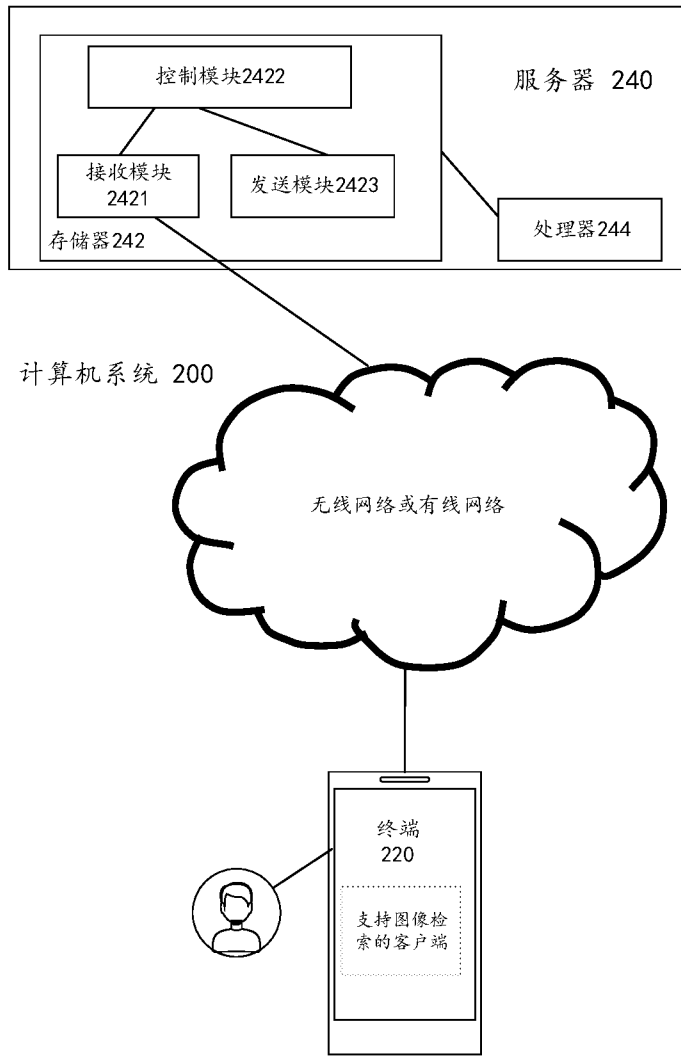 控制模块2422
服务器 240
接收模块
2421
发送模块2423
存储器242
处理器244
计算机系统 200
无线网络或有线网络
终端
220
支持图像检
索的客户端